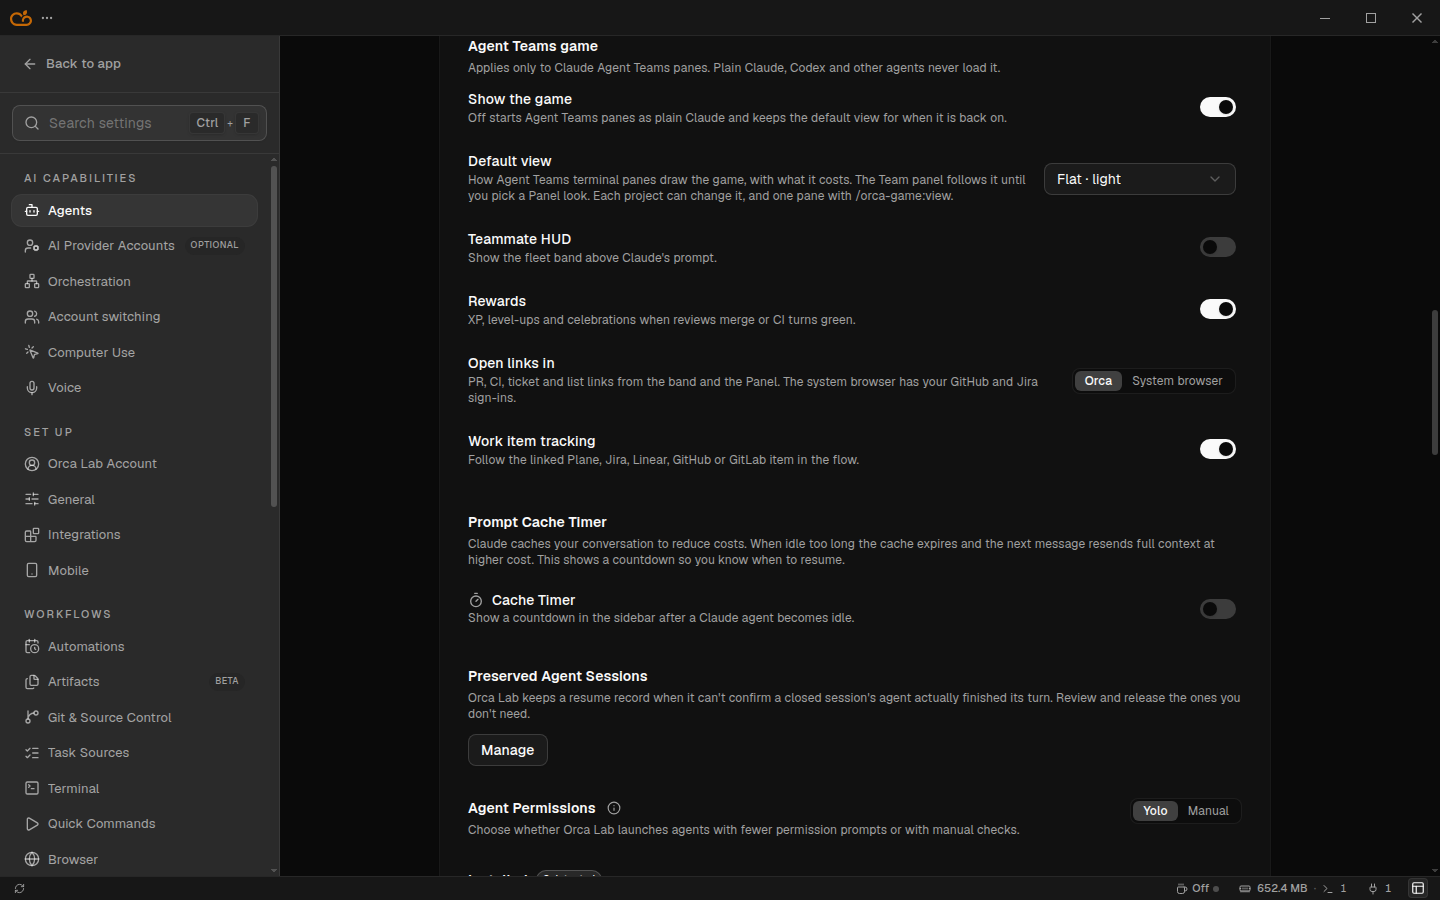 Back to app
Search settings
Ctrl + F
AI CAPABILITIES
Agents
AI Provider Accounts OPTIONAL
Orchestration
Account switching
Computer Use
Voice
SET UP
Orca Lab Account
General
Integrations
Mobile
WORKFLOWS
Automations
Artifacts BETA
Git & Source Control
Task Sources
Terminal
Quick Commands
Browser
Agent Teams game
Applies only to Claude Agent Teams panes. Plain Claude, Codex and other agents never load it.
Show the game
Off starts Agent Teams panes as plain Claude and keeps the default view for when it is back on.
Default view
How Agent Teams terminal panes draw the game, with what it costs. The Team panel follows it until
you pick a Panel look. Each project can change it, and one pane with /orca-game:view.
Flat · light
Teammate HUD
Show the fleet band above Claude's prompt.
Rewards
XP, level-ups and celebrations when reviews merge or CI turns green.
Open links in
PR, CI, ticket and list links from the band and the Panel. The system browser has your GitHub and Jira
sign-ins.
Orca System browser
Work item tracking
Follow the linked Plane, Jira, Linear, GitHub or GitLab item in the flow.
Prompt Cache Timer
Claude caches your conversation to reduce costs. When idle too long the cache expires and the next message resends full context at
higher cost. This shows a countdown so you know when to resume.
Cache Timer
Show a countdown in the sidebar after a Claude agent becomes idle.
Preserved Agent Sessions
Orca Lab keeps a resume record when it can't confirm a closed session's agent actually finished its turn. Review and release the ones you
don't need.
Manage
Agent Permissions
Yolo Manual
Choose whether Orca Lab launches agents with fewer permission prompts or with manual checks.
Off 652.4 MB · 1 1